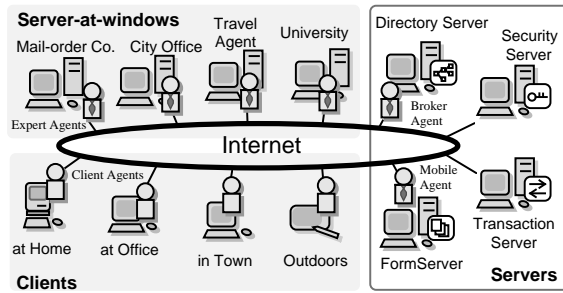 Server-at-windows
Mail-order Co.
City Office
Travel
Agent
University
Expert Agents
Directory Server
Security
Server
Broker
Agent
Internet
Client Agents
Mobile
Agent
at Home
at Office
in Town
Outdoors
FormServer
Transaction
Server
Clients
Servers